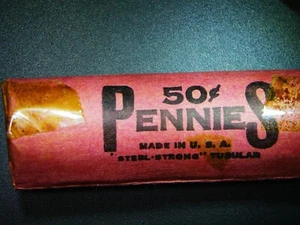 50¢
PENNIES
MADE IN U. S. A.
"STEEL-STRONG" TUBULAR